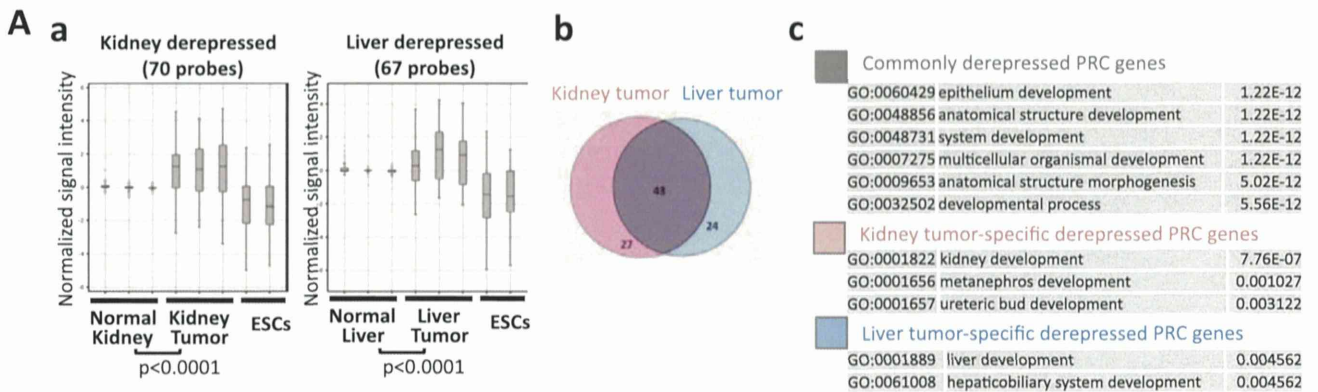 A a
Kidney derepressed
(70 probes)
Liver derepressed
(67 probes)
Normalized signal intensity
Normalized signal intensity
Normal
Kidney
Kidney
Tumor
ESCs
p<0.0001
Normal
Liver
Liver
Tumor
ESCs
p<0.0001
b
Kidney tumor Liver tumor
27
24
c
Commonly derepressed PRC genes
GO:0060429 epithelium development 1.22E-12
GO:0048856 anatomical structure development 1.22E-12
GO:0048731 system development 1.22E-12
GO:0007275 multicellular organismal development 1.22E-12
GO:0009653 anatomical structure morphogenesis 5.02E-12
GO:0032502 developmental process 5.56E-12
Kidney tumor-specific derepressed PRC genes
GO:0001822 kidney development 7.76E-07
GO:0001656 metanephros development 0.001027
GO:0001657 ureteric bud development 0.003122
Liver tumor-specific derepressed PRC genes
GO:0001889 liver development 0.004562
GO:0061008 hepaticobiliary system development 0.004562